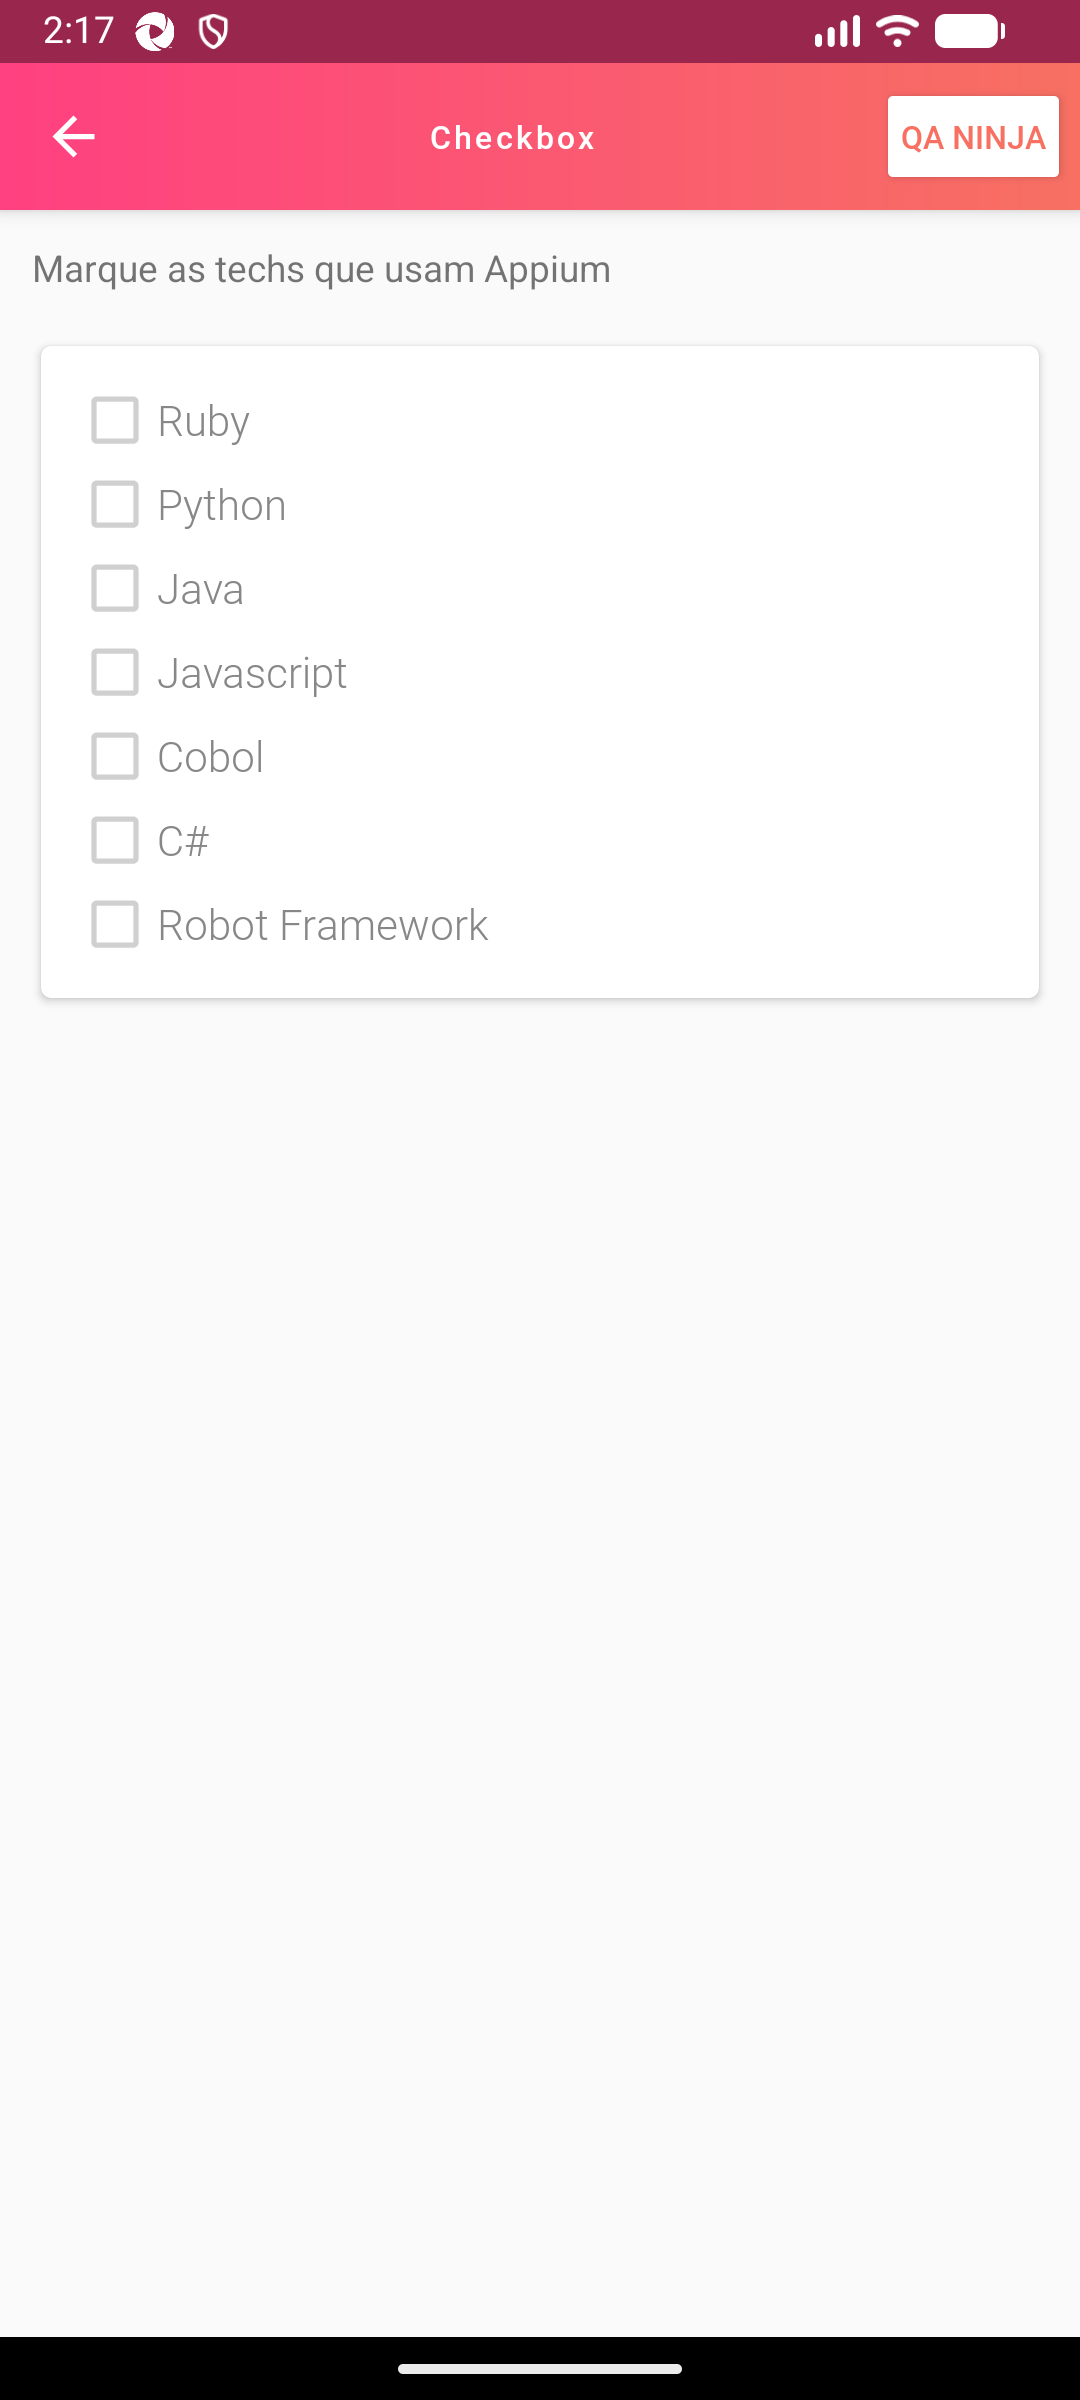 2:17
Checkbox
QA NINJA
Marque as techs que usam Appium
Ruby
Python
Java
Javascript
Cobol
C#
Robot Framework